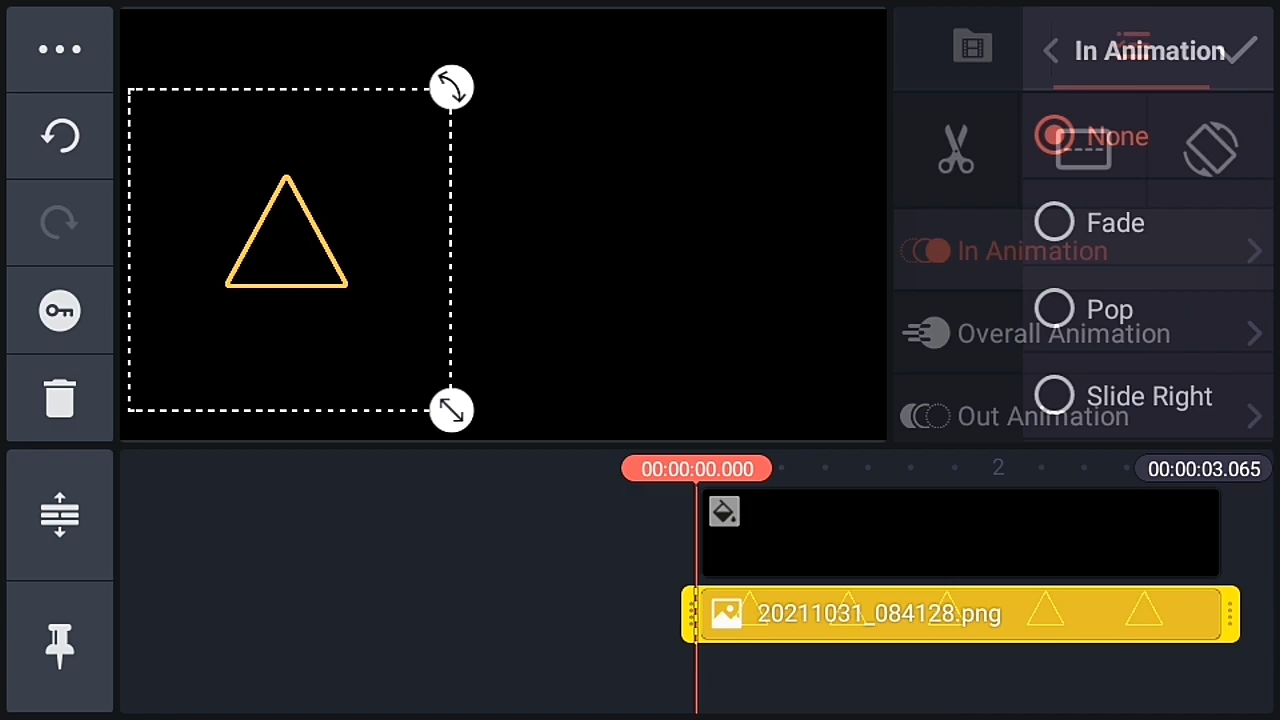 In Animation
None
Fade
In Animation
Pop
Overall Animation
Slide Right
Out Animation
00:00:00.000
2
00:00:03.065
20211031_084128.png